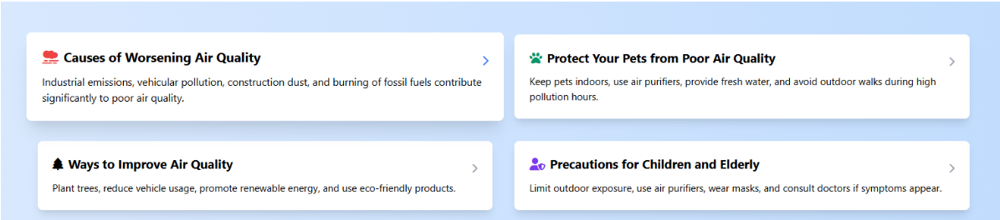 Causes of Worsening Air Quality
Industrial emissions, vehicular pollution, construction dust, and burning of fossil fuels contribute
significantly to poor air quality.
Protect Your Pets from Poor Air Quality
Keep pets indoors, use air purifiers, provide fresh water, and avoid outdoor walks during high
pollution hours.
Ways to Improve Air Quality
Plant trees, reduce vehicle usage, promote renewable energy, and use eco-friendly products.
Precautions for Children and Elderly
Limit outdoor exposure, use air purifiers, wear masks, and consult doctors if symptoms appear.